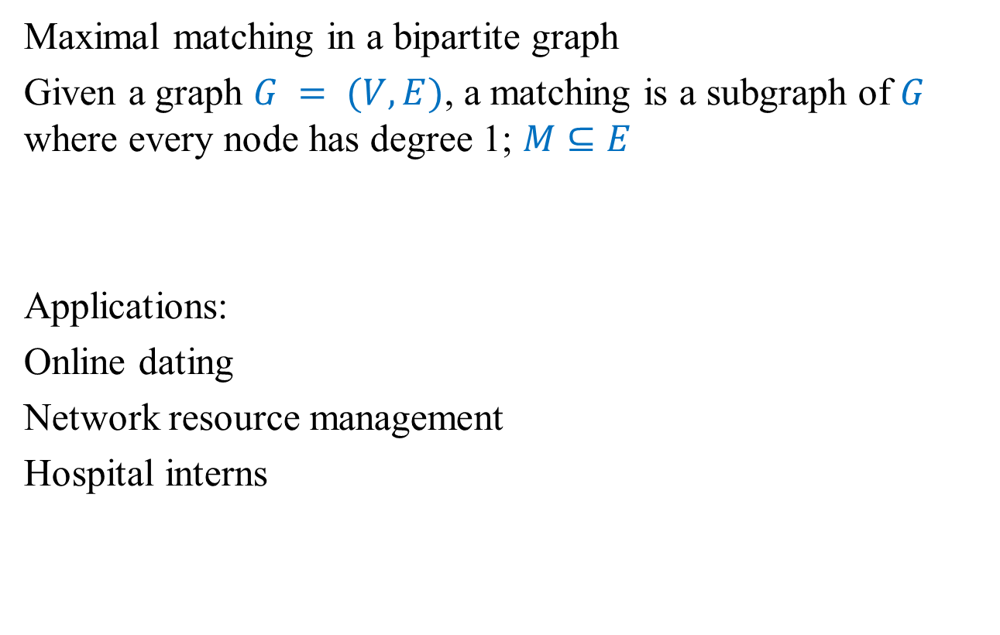 Maximal matching in a bipartite graph
Given a graph G = (V, E), a matching is a subgraph of G
where every node has degree 1; M ⊆ E
Applications:
Online dating
Network resource management
Hospital interns